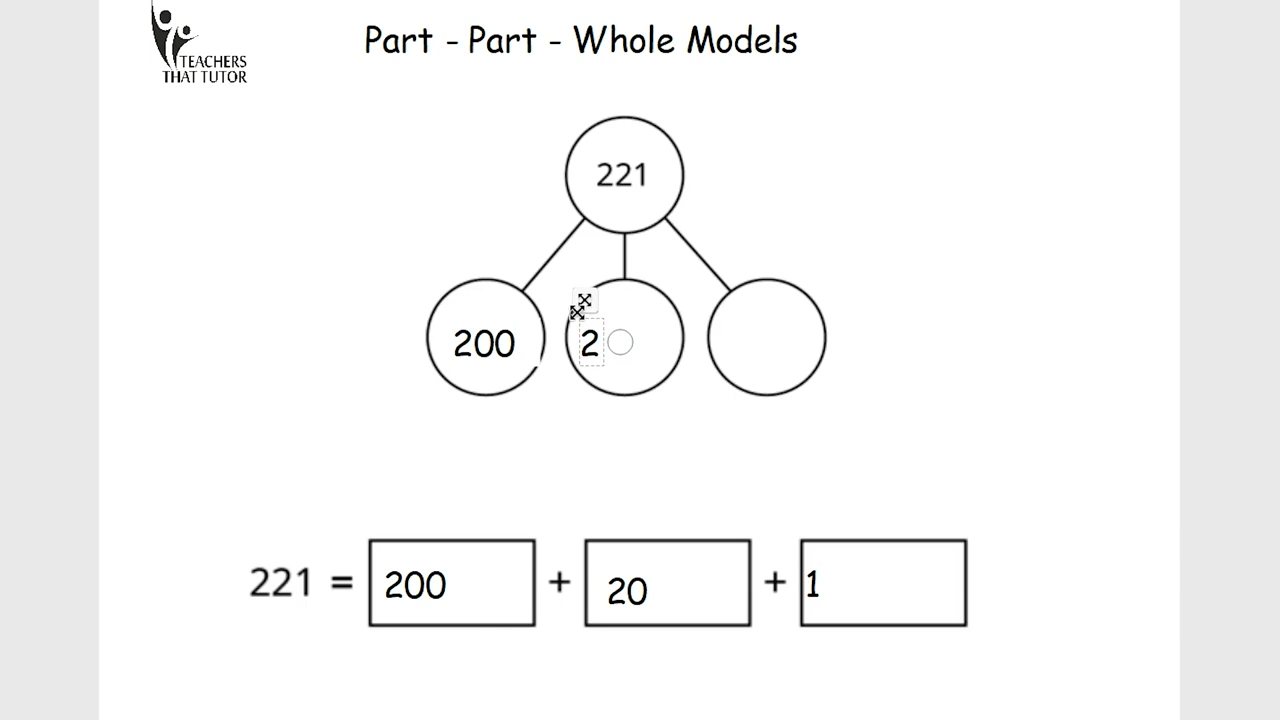 TEACHERS
THAT TUTOR
Part - Part - Whole Models
221
200
2
221 = 200 + 20 + 1